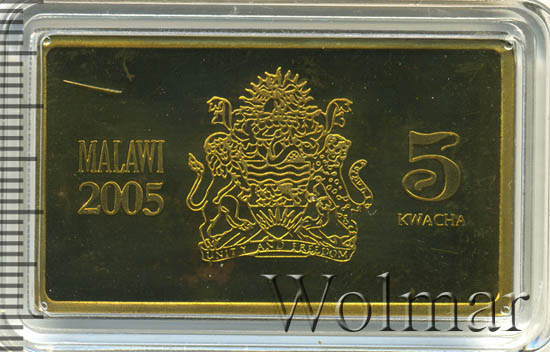 MALAWI
2005
5
KWACHA
UNITY AND FREEDOM
Wolmar